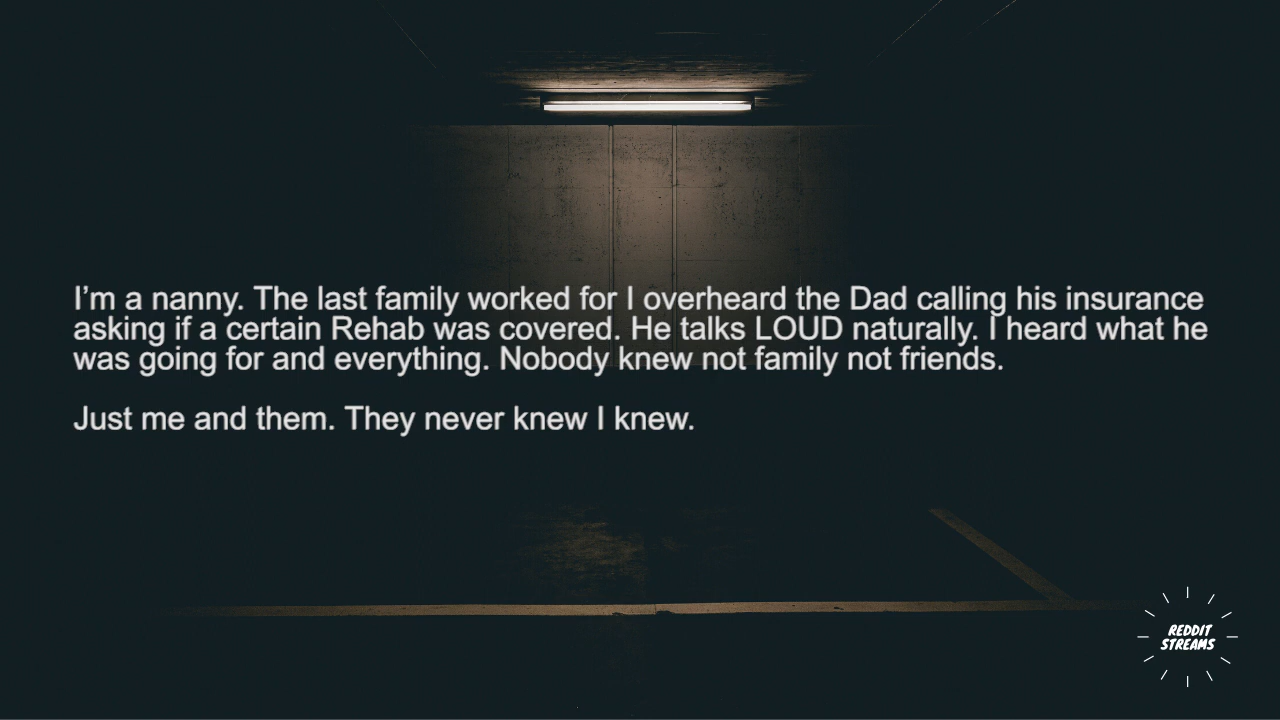 I'm a nanny. The last family worked for I overheard the Dad calling his insurance
asking if a certain Rehab was covered. He talks LOUD naturally. I heard what he
was going for and everything. Nobody knew not family not friends.
Just me and them. They never knew I knew.
REDDIT
STREAMS